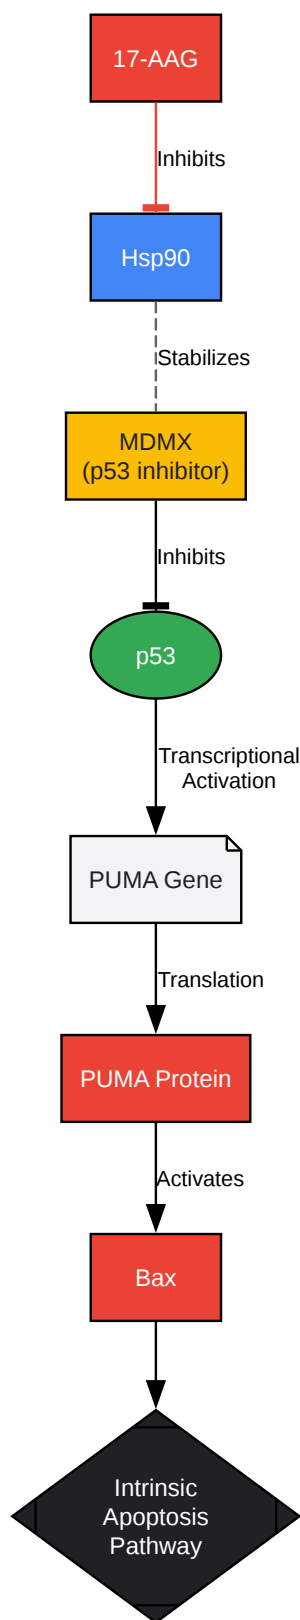 17-AAG
Inhibits
Hsp90
Stabilizes
MDMX
(p53 inhibitor)
Inhibits
p53
Transcriptional
Activation
PUMA Gene
Translation
PUMA Protein
Activates
Bax
Intrinsic
Apoptosis
Pathway